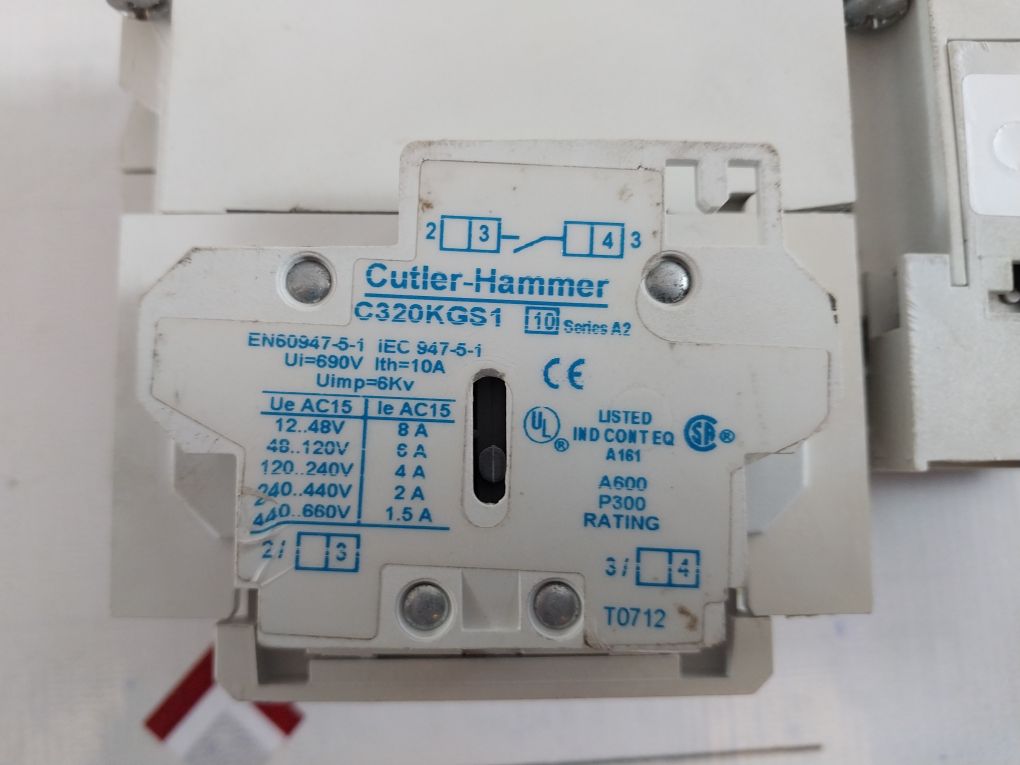 2 3 4 3
Cutler-Hammer
C320KGS1 10 Series A2
EN60947-5-1 IEC 947-5-1
Ui=690V Ith=10A
Uimp=6Kv
Ue AC15 Ie AC15
12..48V 8 A
48..120V 6 A
120..240V 4 A
240..440V 2 A
440..660V 1.5 A
2/ 3
CE
UL ® LISTED
IND CONT EQ
A161
SA ®
A600
P300
RATING
3/ 4
T0712